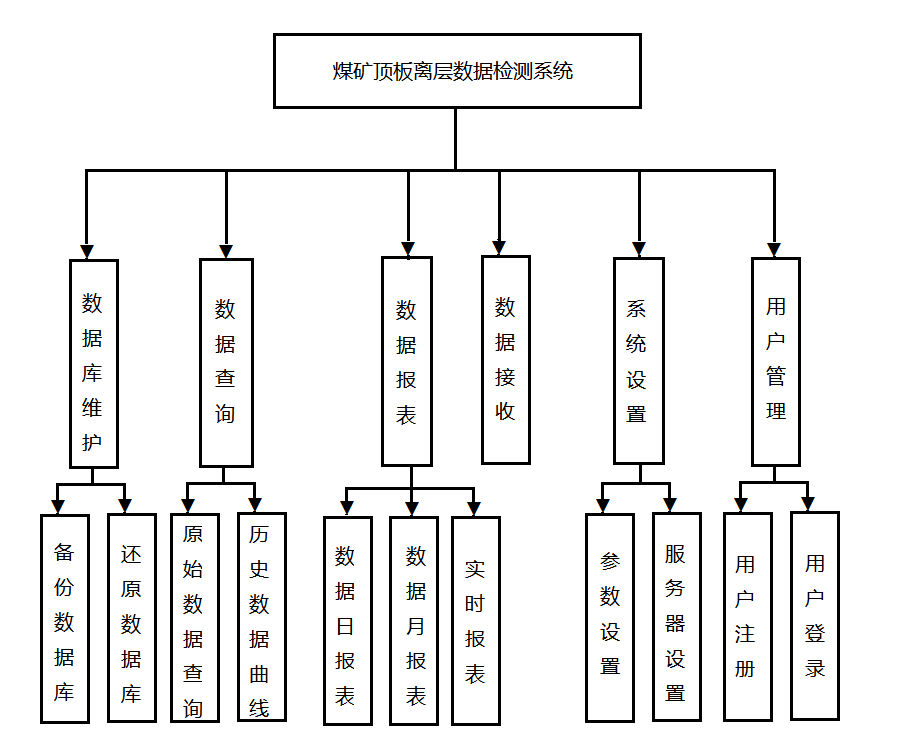 煤矿顶板离层数据检测系统
数据库维护
数据查询
数据报表
数据接收
系统设置
用户管理
备份数据库
还原数据库
原始数据查询
历史数据曲线
数据日报表
数据月报表
实时报表
参数设置
服务器设置
用户注册
用户登录